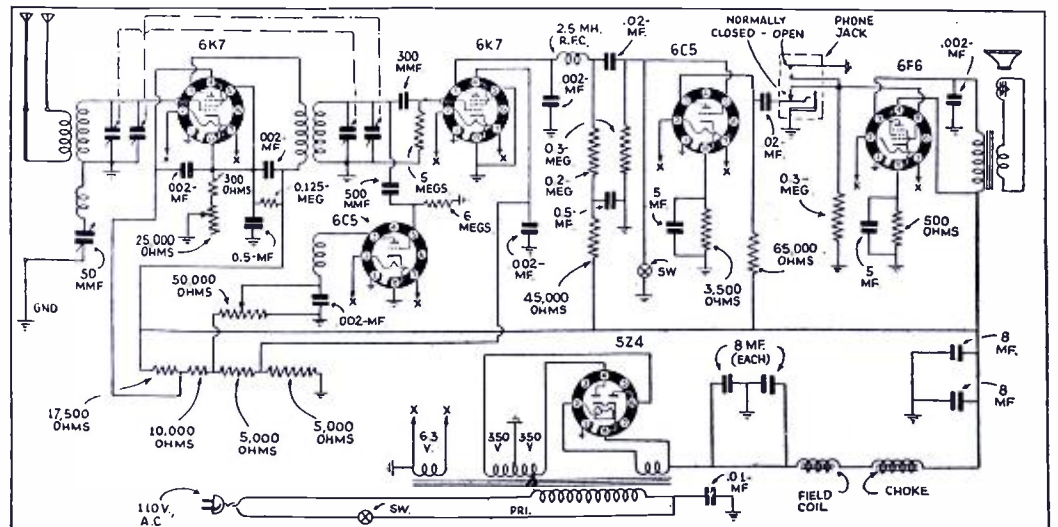 6K7
300
MMF.
6K7
2.5 MH.
R.F.C.
.02-
MF.
6C5
NORMALLY
CLOSED - OPEN
PHONE
JACK
6F6
.002-
MF.
002-
MF.
002-
MF
300
OHMS
002-
MF
0.125-
MEG
25,000
OHMS
0.5-MF
50
MMF
GND
5
MEGS
500
MMF
6
MEGS.
6C5
50,000
OHMS
.002-MF
002-
MF.
0.3-
MEG
0.2-
MEG
0.5-
MF
45,000
OHMS
SW
5
MF
3,500
OHMS
65,000
OHMS
.02
MF.
0.3-
MEG
5
MF
500
OHMS
17,500
OHMS
10,000
OHMS
5,000
OHMS
5,000
OHMS
5Z4
8 MF.
(EACH)
8
MF.
8
MF
X X
6.3
V.
350
V
350
V
FIELD
COIL
CHOKE
110 V.,
A.C
SW.
PRI.
.01-
MF